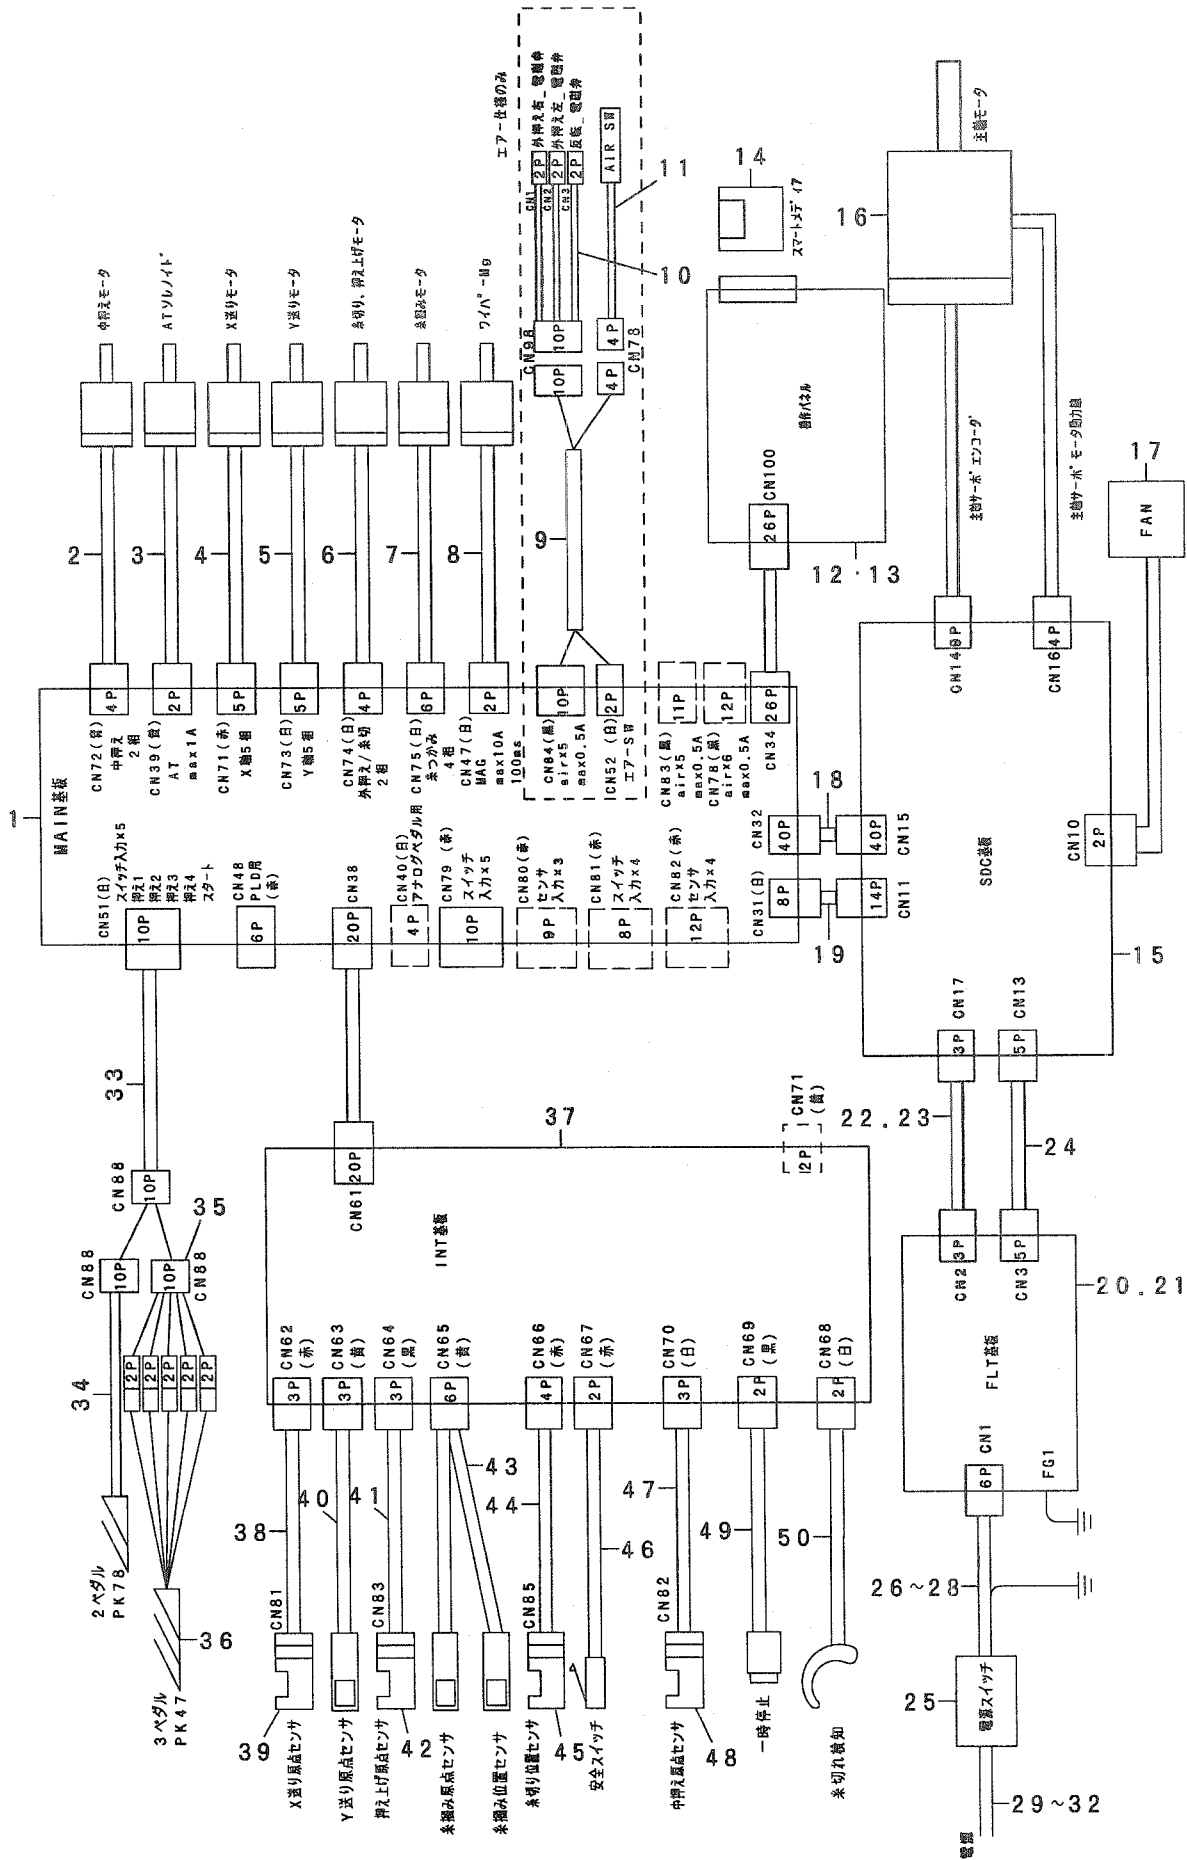 エアー仕様のみ
外押え右_電磁弁
外押え左_電磁弁
反転_電磁弁
CN1
CN2
CN3
2P
2P
2P
AIR SW
11
10
CN98
10P
10P
4P
4P
CN78
9
中押えモータ
ATソレノイド
X送りモータ
Y送りモータ
糸切り、押え上げモータ
糸掴みモータ
ワイパーMg
2
3
4
5
6
7
8
14
スマートメディア
操作パネル
CN100
26P
12・13
16
主軸モータ
主軸サーボエンコーダ
主軸サーボモータ動力線
17
FAN
1
MAIN基板
4P
CN72(青)
中押え
2相
2P
CN39(黄)
AT
max1A
5P
CN71(赤)
X軸5相
5P
CN73(白)
Y軸5相
4P
CN74(白)
外押え/糸切
2相
6P
CN75(白)
糸つかみ
4相
2P
CN47(白)
MAG
max10A
100ms
10P
CN84(黒)
airx5
max0.5A
2P
CN52 (白)
エアーSW
11P
CN83(黒)
airx5
max0.5A
12P
CN78(黒)
airx6
max0.5A
26P
CN34
CN51(白)
スイッチ入力x5
押え1
押え2
押え3
押え4
スタート
10P
CN48
PLD用
(赤)
6P
CN38
20P
CN40(白)
アナログペダル用
4P
CN79 (赤)
スイッチ
入力x5
10P
CN80(赤)
センサ
入力x3
9P
CN81(赤)
スイッチ
入力x4
8P
CN82(赤)
センサ
入力x4
12P
CN32
40P
18
40P
CN15
CN31(白)
8P
19
14P
CN11
SDC基板
CN14
9P
CN16
4P
CN10
2P
15
CN17
3P
CN13
5P
22.23
24
33
CN88
10P
35
CN88
10P
10P
CN88
2P
2P
2P
2P
2P
34
2ペダル
PK78
3ペダル
PK47
36
37
CN61
20P
INT基板
CN71
(黄)
2P
CN62
(赤)
3P
CN63
(黄)
3P
CN64
(黒)
3P
CN65
(黄)
6P
CN66
(赤)
4P
CN67
(赤)
2P
CN70
(白)
3P
CN69
(黒)
2P
CN68
(白)
2P
38
40
41
43
44
46
47
49
50
CN81
CN83
CN85
CN82
39
42
45
48
X送り原点センサ
Y送り原点センサ
押え上げ原点センサ
糸掴み原点センサ
糸掴み位置センサ
糸切り位置センサ
安全スイッチ
中押え原点センサ
一時停止
糸切れ検知
CN2
3P
CN3
5P
20.21
FLT基板
CN1
6P
FG1
26~28
25
電源スイッチ
29~32
電源